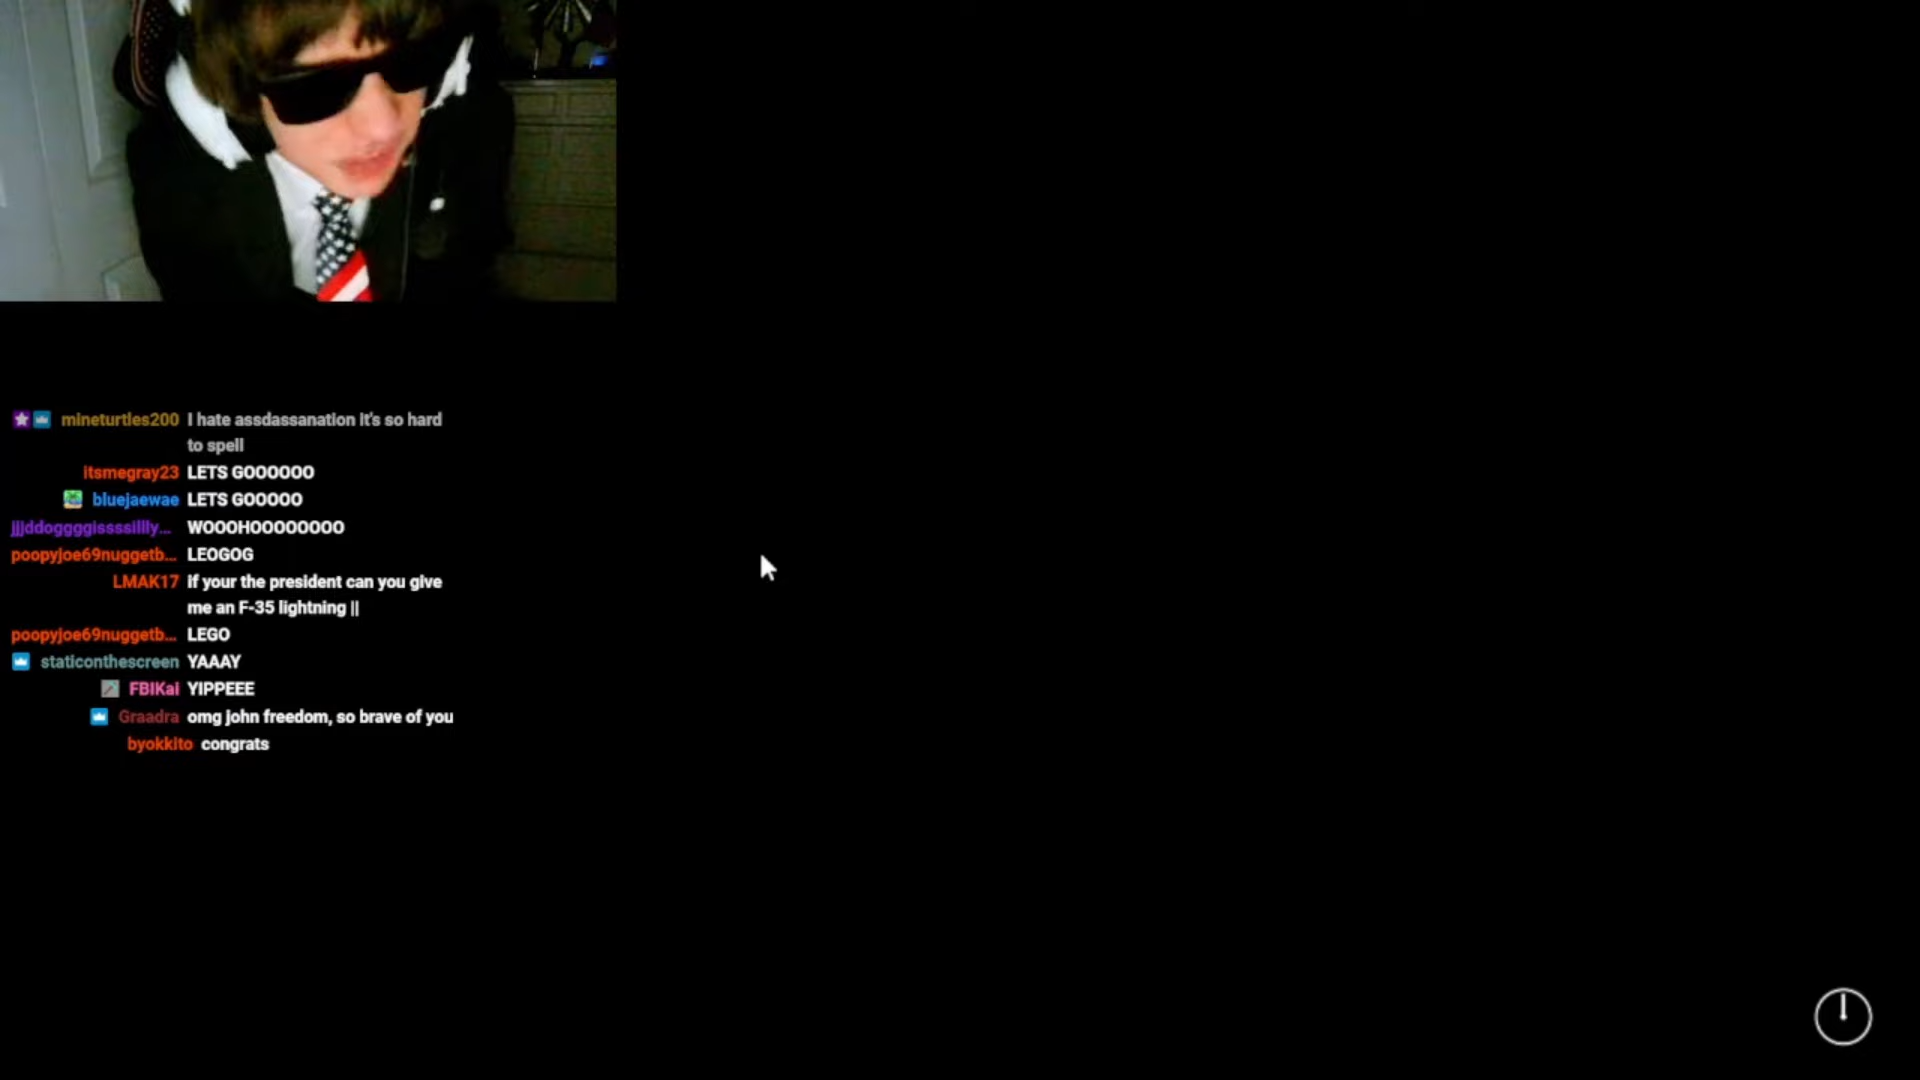 mineturtles200 I hate assdassanation it's so hard
to spell
itsmegray23 LETS GOOOOOO
bluejaewae LETS GOOOOO
jjjddoggggissssillly... WOOOHOOOOOOOO
poopyjoe69nuggetb... LEOGOG
LMAK17 if your the president can you give
me an F-35 lightning ||
poopyjoe69nuggetb... LEGO
staticonthescreen YAAAY
FBIKai YIPPEEE
Graadra omg john freedom, so brave of you
byokkito congrats